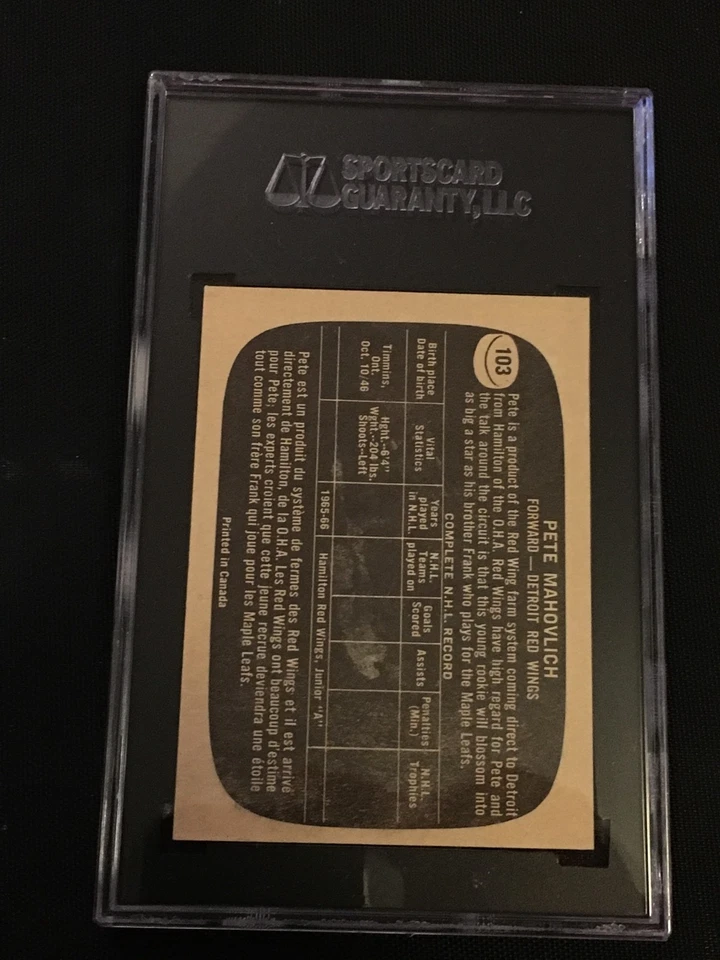 SPORTSCARD
GUARANTY, LLC
103
PETE MAHOVLICH
FORWARD — DETROIT RED WINGS
Pete is a product of the Red Wing farm system coming direct to Detroit
from Hamilton of the O.H.A. Red Wings have high regard for Pete and
the talk around the circuit is that this young rookie will blossom into
as big a star as his brother Frank who plays for the Maple Leafs.
COMPLETE N.H.L. RECORD
Birth place
Date of birth
Vital
Statistics
Years
played
in N.H.L.
N.H.L.
Teams
played on
Goals
Scored
Assists
Penalties
(Min.)
N.H.L.
Trophies
Timmins,
Ont.
Oct. 10/46
Hght.--6'4"
Wght.--204 lbs.
Shoots--Left
1965-66 Hamilton Red Wings, Junior "A"
Pete est un produit du système de fermes des Red Wings et il est arrivé
directement de Hamilton, de la O.H.A. Les Red Wings ont beaucoup d'estime
pour Pete; les experts croient que cette jeune recrue deviendra une étoile
tout comme son frère Frank qui joue pour les Maple Leafs.
Printed in Canada